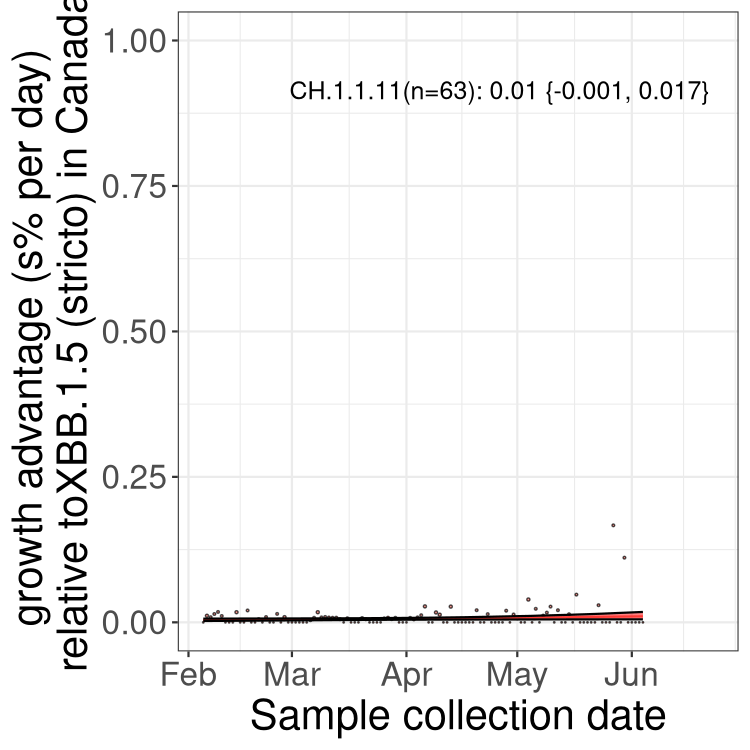 growth advantage (s% per day)
relative toXBB.1.5 (stricto) in Canada
1.00
0.75
0.50
0.25
0.00
CH.1.1.11(n=63): 0.01 {-0.001, 0.017}
Feb Mar Apr May Jun
Sample collection date